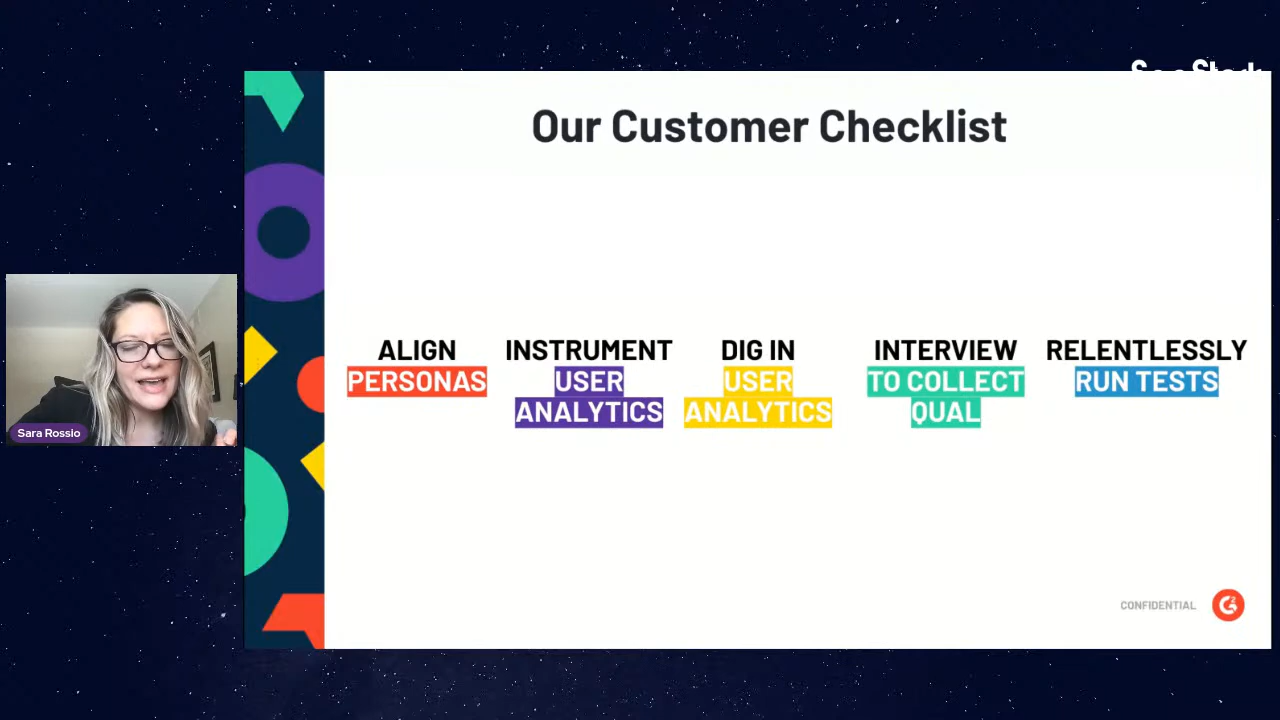 Our Customer Checklist
ALIGN
PERSONAS
INSTRUMENT
USER
ANALYTICS
DIG IN
USER
ANALYTICS
INTERVIEW
TO COLLECT
QUAL
RELENTLESSLY
RUN TESTS
Sara Rossio
CONFIDENTIAL